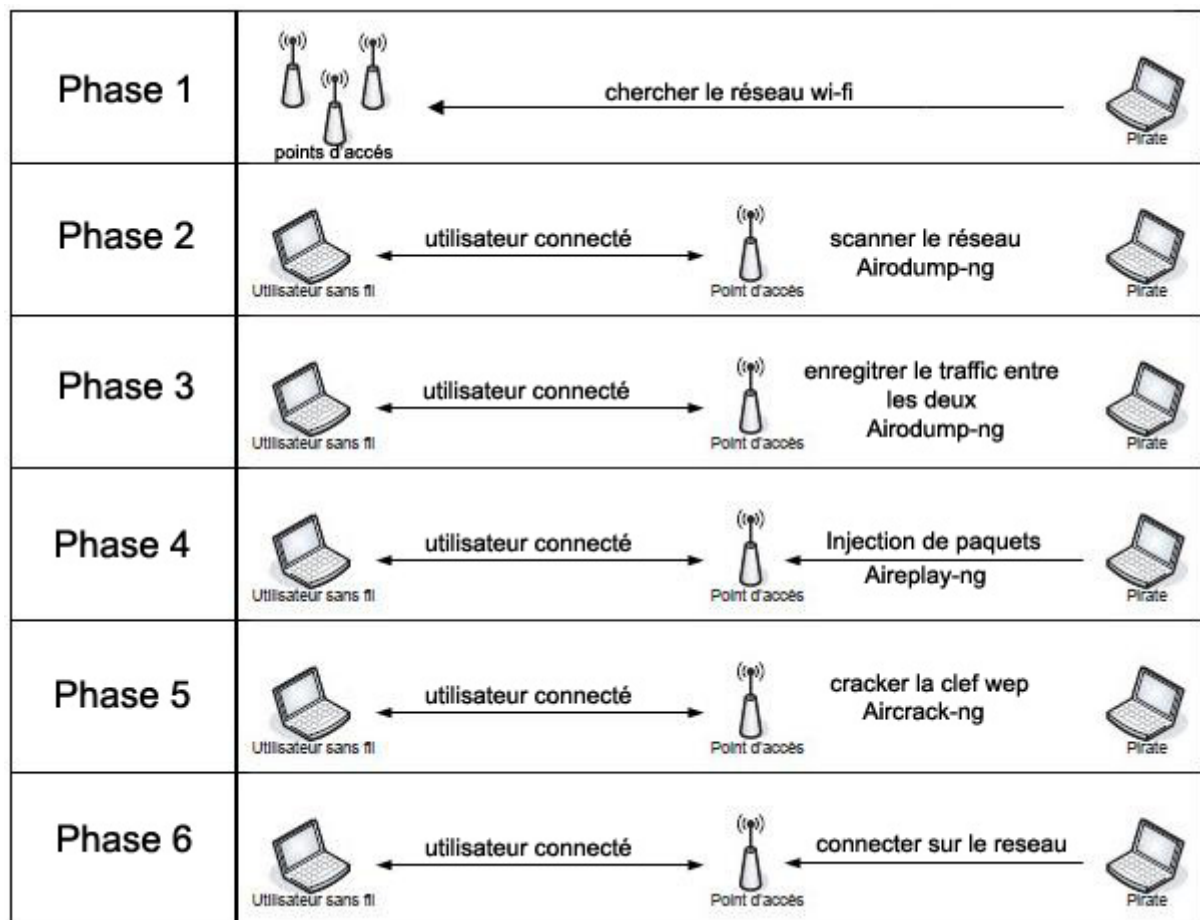 Phase 1
chercher le réseau wi-fi
points d'accés
Pirate
Phase 2
utilisateur connecté
scanner le réseau
Airodump-ng
Utilisateur sans fil
Point d'accès
Pirate
Phase 3
utilisateur connecté
enregitrer le traffic entre
les deux
Airodump-ng
Utilisateur sans fil
Point d'accès
Pirate
Phase 4
utilisateur connecté
Injection de paquets
Aireplay-ng
Utilisateur sans fil
Point d'accès
Pirate
Phase 5
utilisateur connecté
cracker la clef wep
Aircrack-ng
Utilisateur sans fil
Point d'accès
Pirate
Phase 6
utilisateur connecté
connecter sur le reseau
Utilisateur sans fil
Point d'accès
Pirate